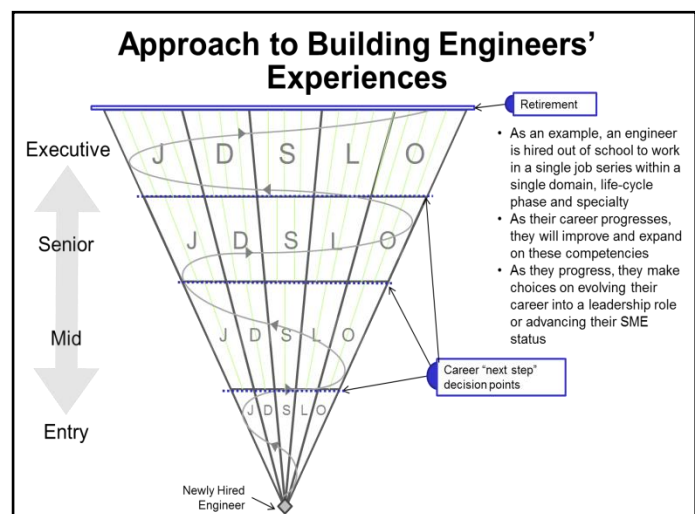 Approach to Building Engineers’
Experiences
Retirement
• As an example, an engineer
is hired out of school to work
in a single job series within a
single domain, life-cycle
phase and specialty
• As their career progresses,
they will improve and expand
on these competencies
• As they progress, they make
choices on evolving their
career into a leadership role
or advancing their SME
status
Executive
J D S L O
Senior
J D S L O
Mid
J D S L O
Career “next step”
decision points
Entry
J D S L O
Newly Hired
Engineer